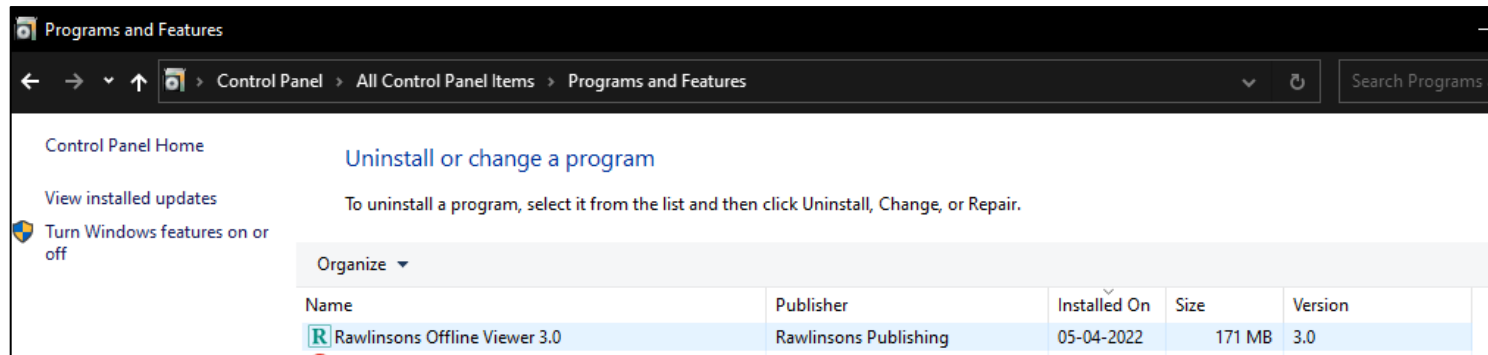 Programs and Features
Control Panel > All Control Panel Items > Programs and Features
Search Programs
Control Panel Home
View installed updates
Turn Windows features on or
off
Uninstall or change a program
To uninstall a program, select it from the list and then click Uninstall, Change, or Repair.
Organize
Name Publisher Installed On Size Version
R Rawlinsons Offline Viewer 3.0 Rawlinsons Publishing 05-04-2022 171 MB 3.0